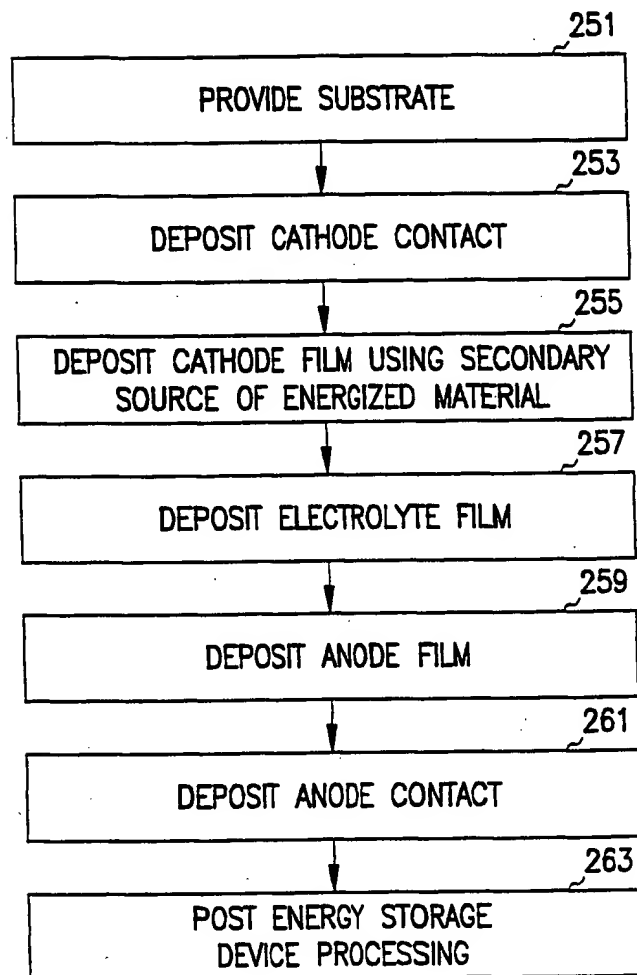 251
PROVIDE SUBSTRATE
253
DEPOSIT CATHODE CONTACT
255
DEPOSIT CATHODE FILM USING SECONDARY
SOURCE OF ENERGIZED MATERIAL
257
DEPOSIT ELECTROLYTE FILM
259
DEPOSIT ANODE FILM
261
DEPOSIT ANODE CONTACT
263
POST ENERGY STORAGE
DEVICE PROCESSING